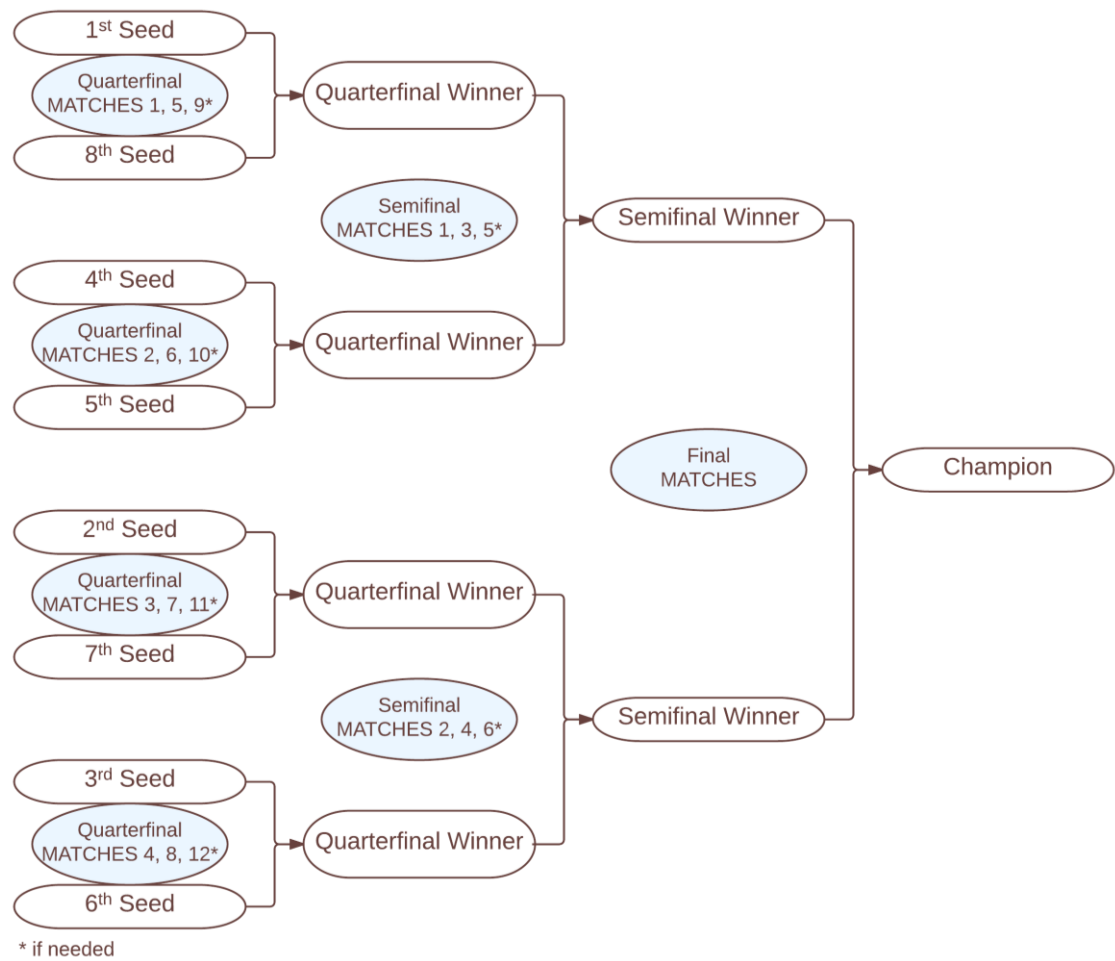 1st Seed
Quarterfinal
MATCHES 1, 5, 9*
8th Seed
Quarterfinal Winner
Semifinal
MATCHES 1, 3, 5*
4th Seed
Quarterfinal
MATCHES 2, 6, 10*
5th Seed
Quarterfinal Winner
Semifinal Winner
2nd Seed
Quarterfinal
MATCHES 3, 7, 11*
7th Seed
Quarterfinal Winner
Semifinal
MATCHES 2, 4, 6*
3rd Seed
Quarterfinal
MATCHES 4, 8, 12*
6th Seed
Quarterfinal Winner
Semifinal Winner
Final
MATCHES
Champion
* if needed